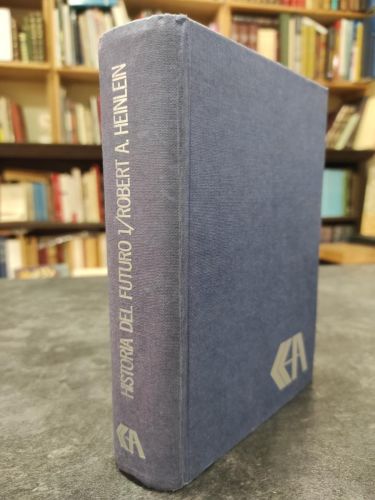 HISTORIA DEL FUTURO 1/ROBERT A. HEINLEIN